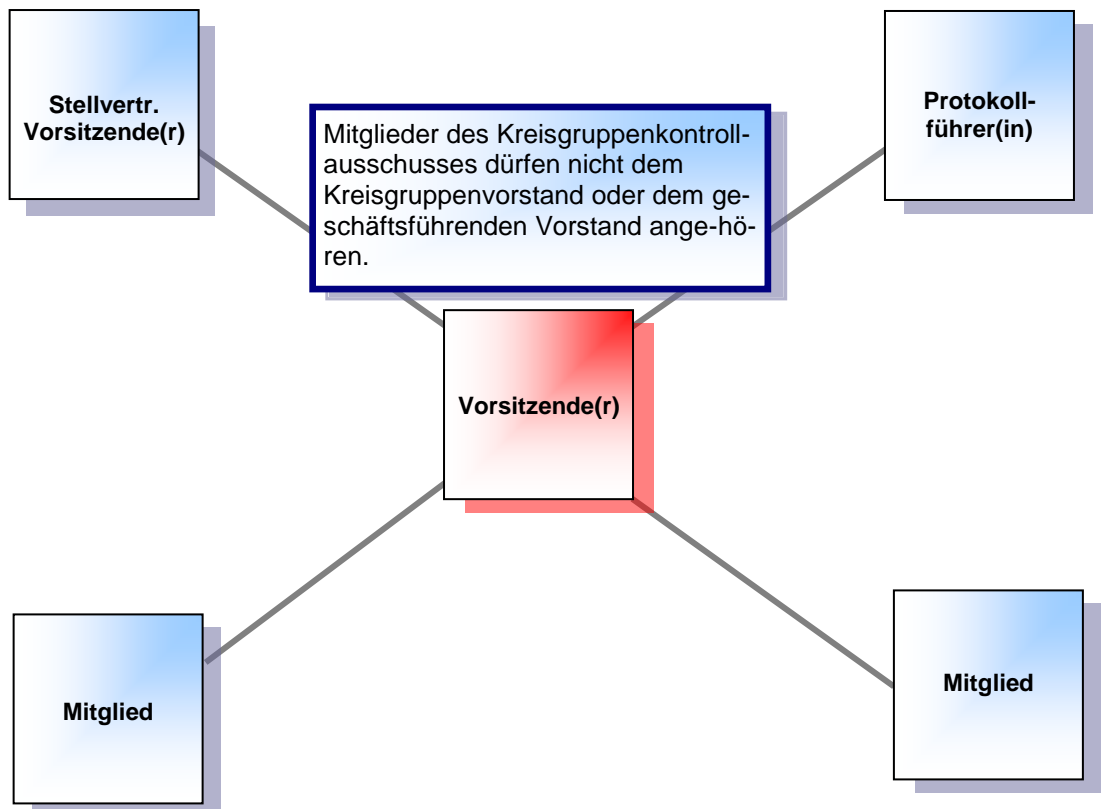 Stellvertr.
Vorsitzende(r)
Protokoll-
führer(in)
Mitglieder des Kreisgruppenkontroll-
ausschusses dürfen nicht dem
Kreisgruppenvorstand oder dem ge-
schäftsführenden Vorstand ange-hö-
ren.
Vorsitzende(r)
Mitglied
Mitglied